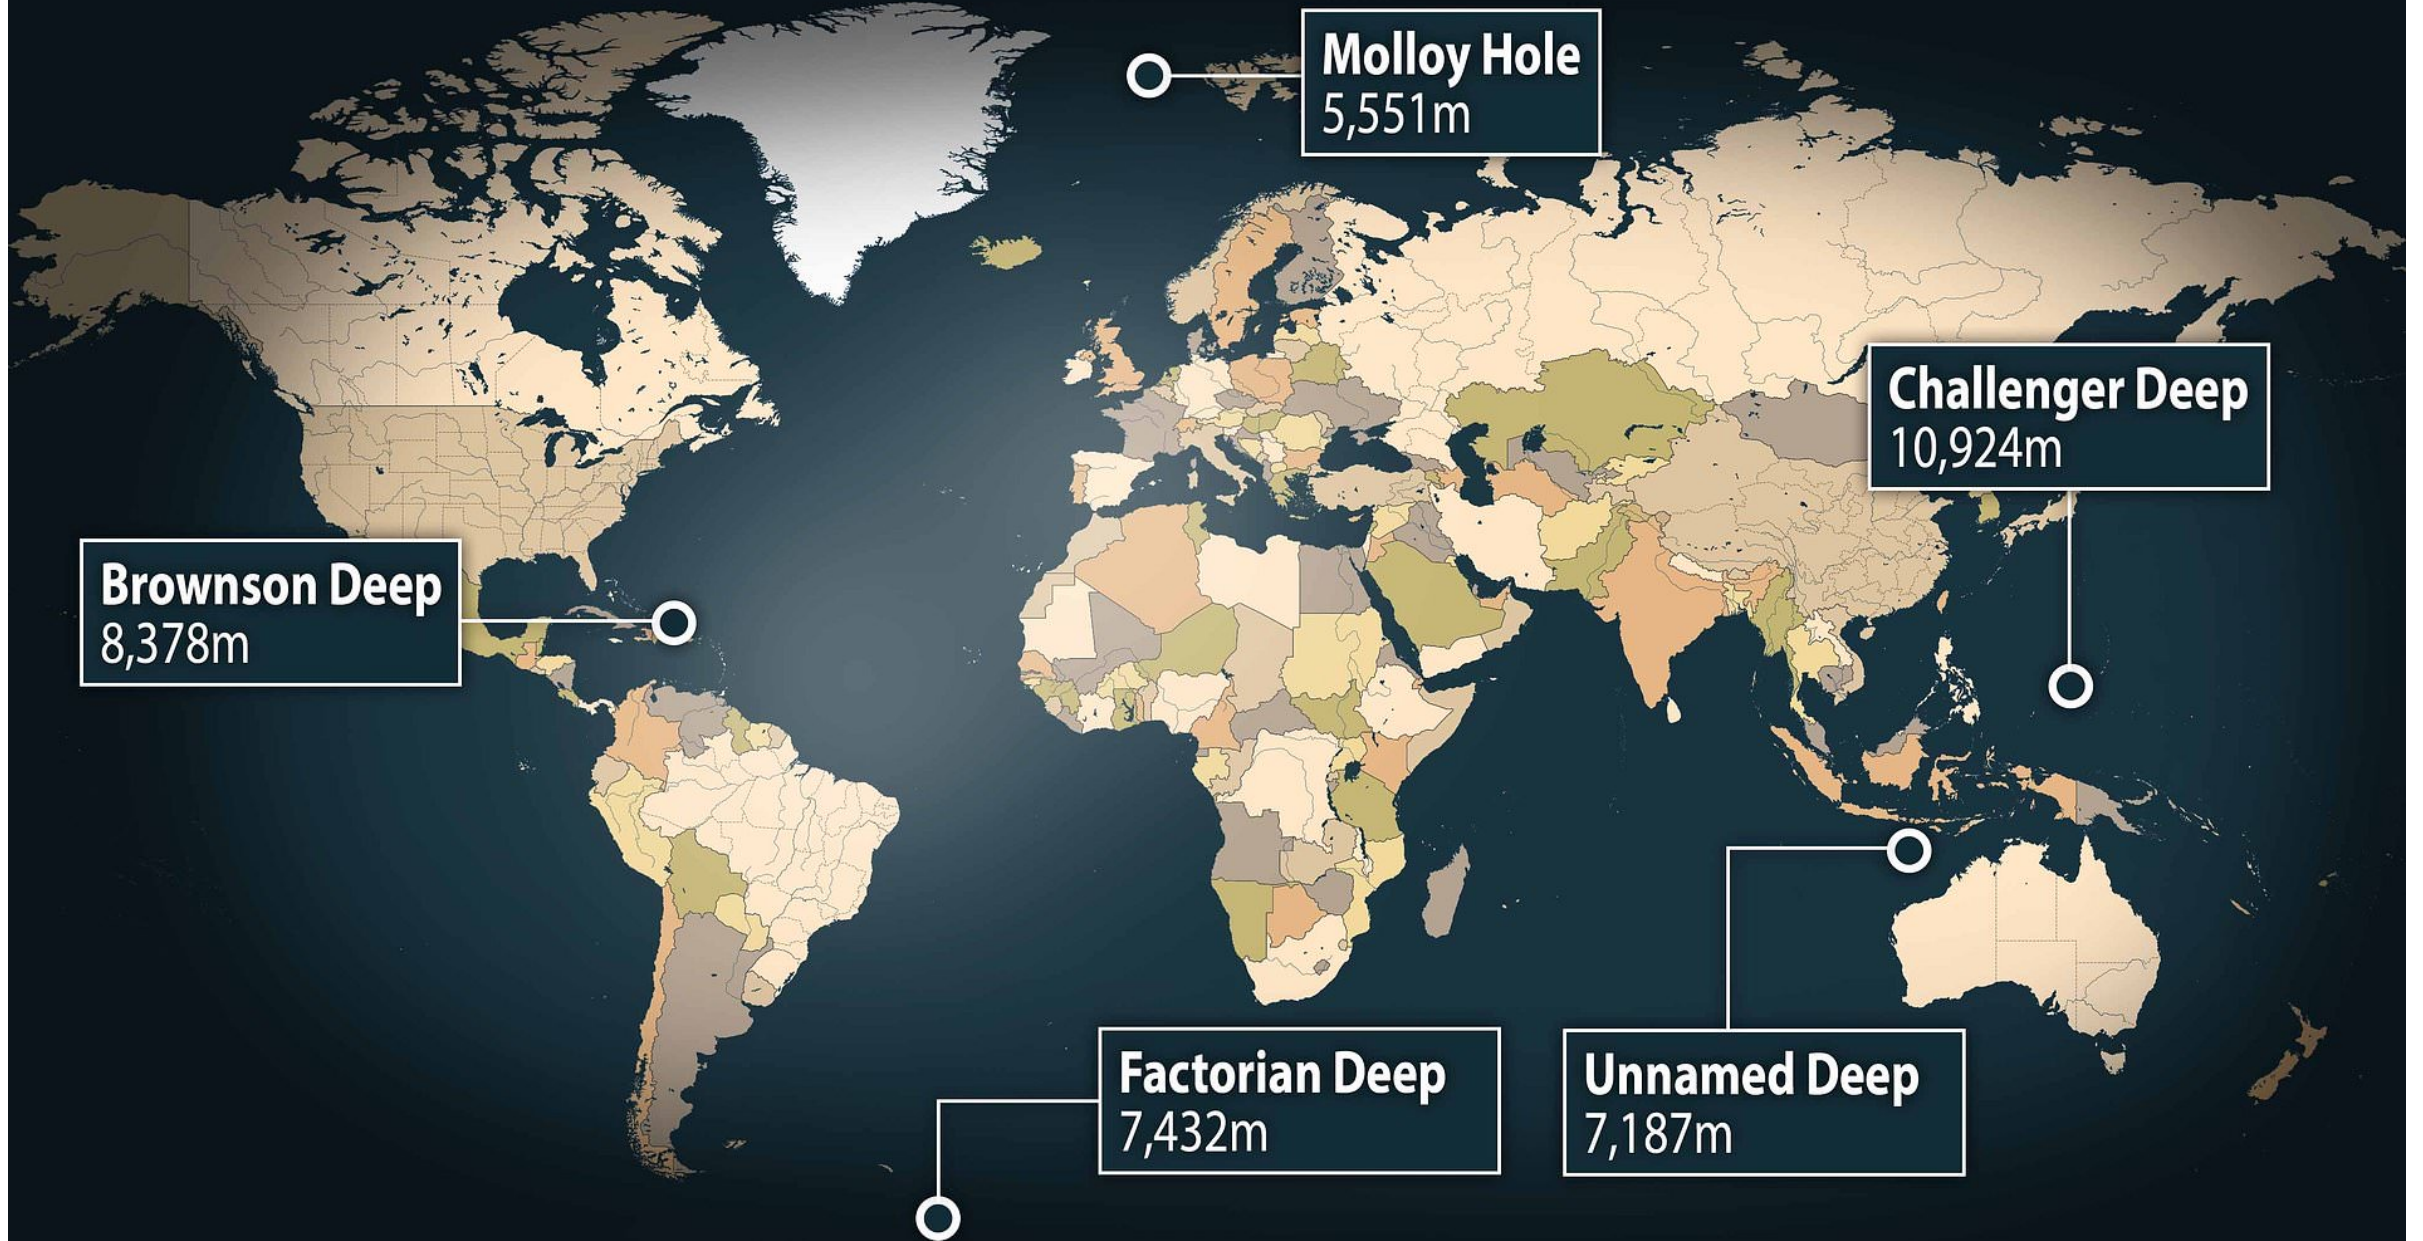 Molloy Hole
5,551m
Challenger Deep
10,924m
Brownson Deep
8,378m
Factorian Deep
7,432m
Unnamed Deep
7,187m